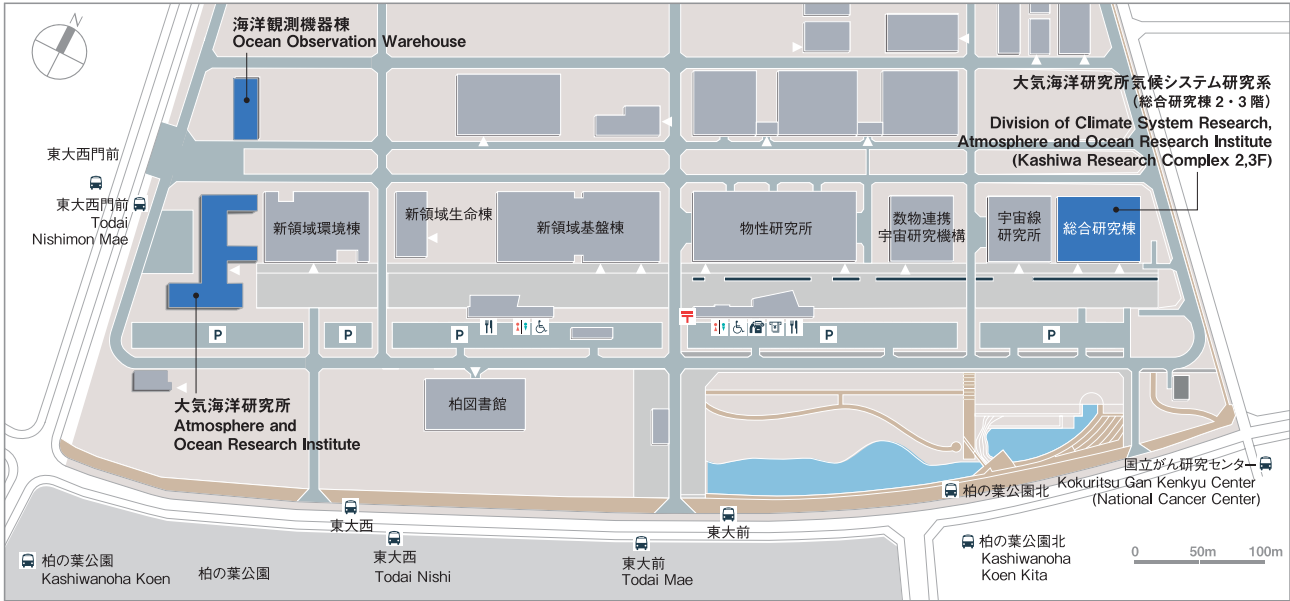 N
海洋観測機器棟
Ocean Observation Warehouse
大気海洋研究所気候システム研究系
（総合研究棟 2・3 階）
Division of Climate System Research,
Atmosphere and Ocean Research Institute
(Kashiwa Research Complex 2,3F)
東大西門前
東大西門前
Todai
Nishimon Mae
新領域環境棟
新領域生命棟
新領域基盤棟
物性研究所
数物連携
宇宙研究機構
宇宙線
研究所
総合研究棟
〒
P
P
P
P
P
大気海洋研究所
Atmosphere and
Ocean Research Institute
柏図書館
国立がん研究センター
Kokuritsu Gan Kenkyu Center
(National Cancer Center)
柏の葉公園北
東大西
東大前
柏の葉公園
Kashiwanoha Koen
柏の葉公園
東大西
Todai Nishi
東大前
Todai Mae
柏の葉公園北
Kashiwanoha
Koen Kita
0 50m 100m